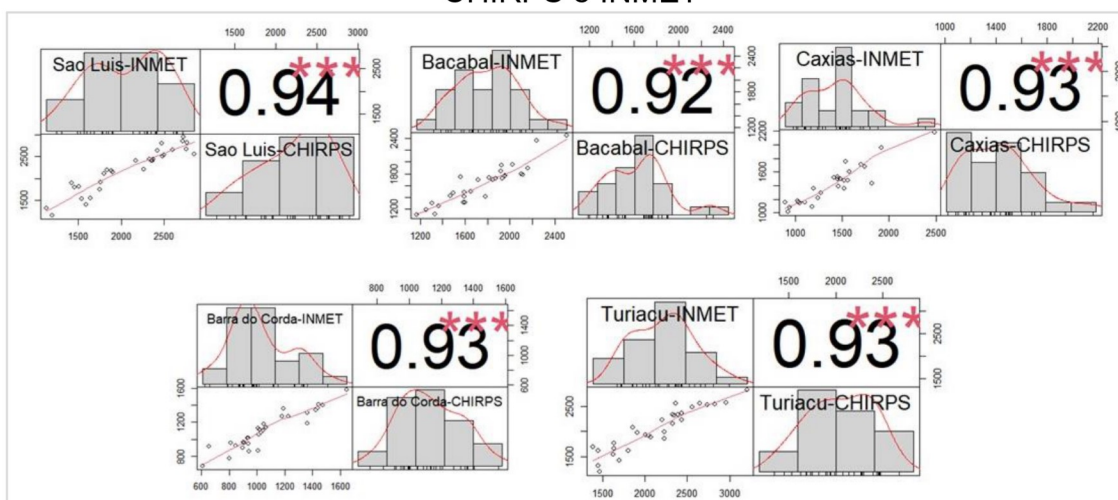 CHIRPS e INMET
1500 2000 2500 3000
Sao Luis-INMET
0.94
***
1500 2500
1500 2500
Sao Luis-CHIRPS
1500 2000 2500
1200 1600 2000 2400
Bacabal-INMET
0.92
***
1200 1800 2400
1200 1800 2400
Bacabal-CHIRPS
1200 1600 2000 2400
1000 1400 1800 2200
Caxias-INMET
0.93
***
1000 1600 2200
Caxias-CHIRPS
1000 1500 2000 2500
800 1000 1200 1400 1600
Barra do Corda-INMET
0.93
***
600 1000 1400
800 1200 1600
Barra do Corda-CHIRPS
600 800 1000 1200 1400 1600
1500 2000 2500
Turiacu-INMET
0.93
***
1500 2500
1500 2500
Turiacu-CHIRPS
1500 2000 2500 3000